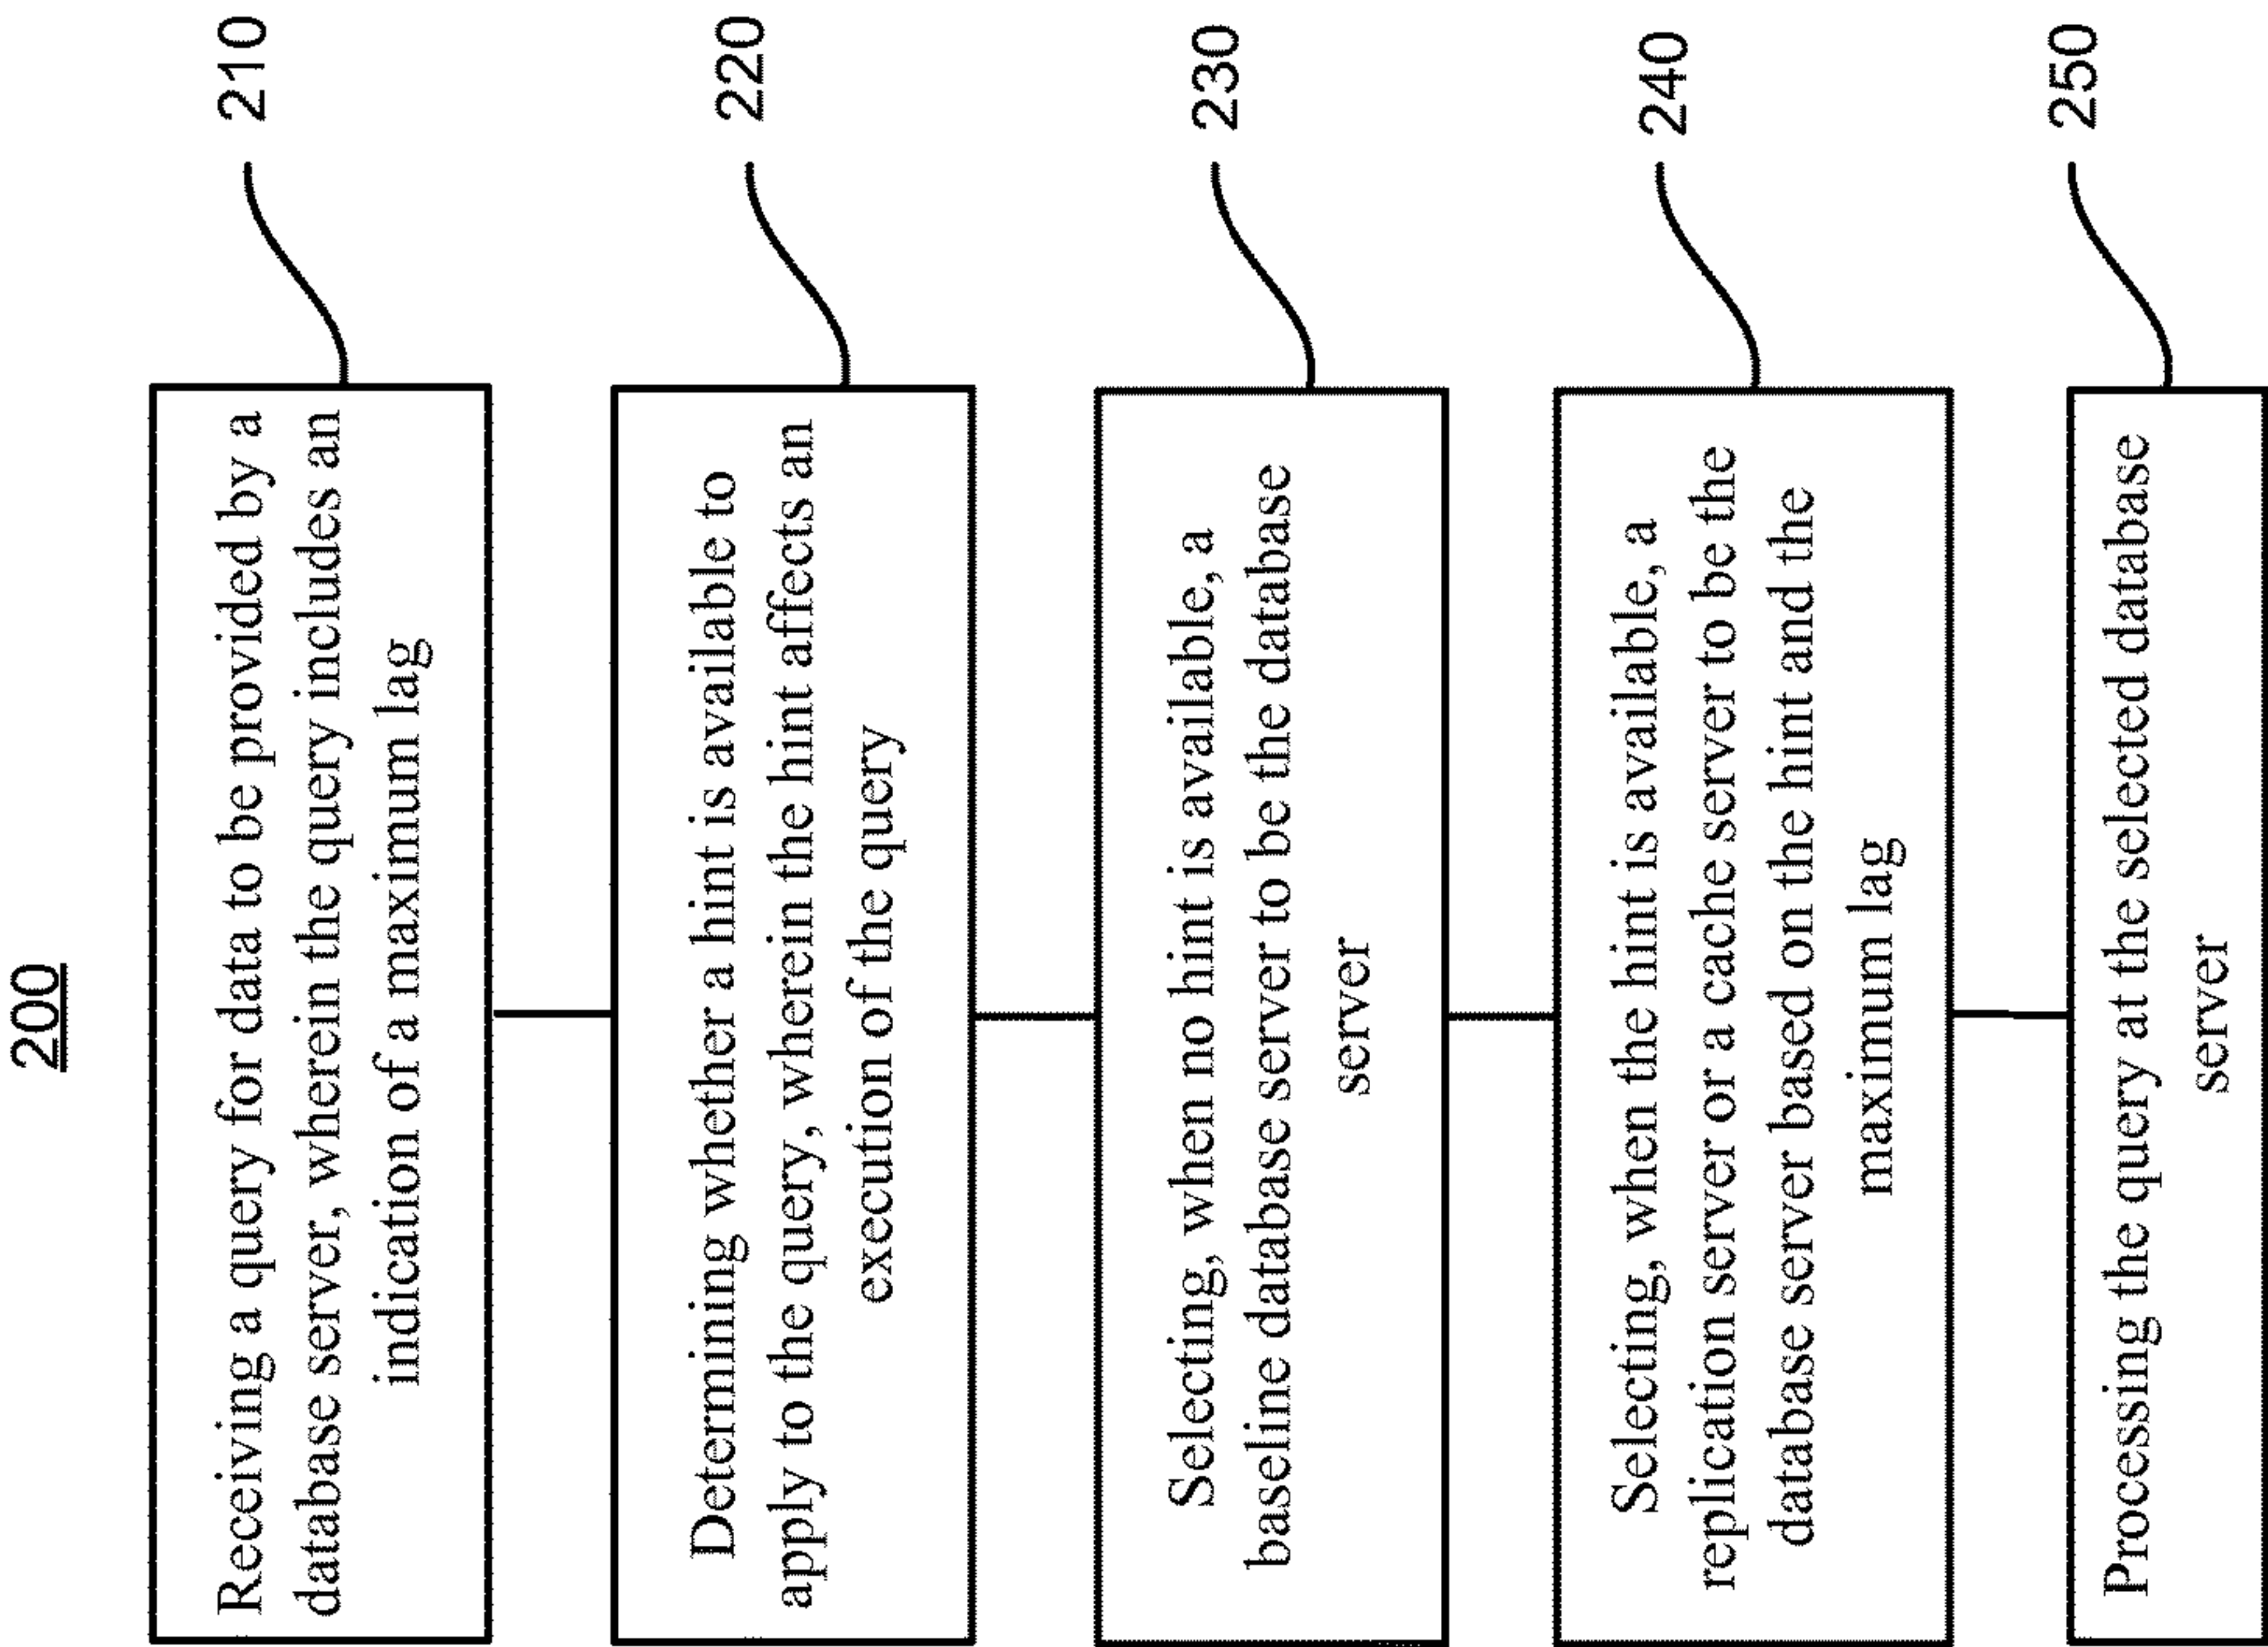 200
Receiving a query for data to be provided by a
database server, wherein the query includes an
indication of a maximum lag
210
Determining whether a hint is available to
apply to the query, wherein the hint affects an
execution of the query
220
Selecting, when no hint is available, a
baseline database server to be the database
server
230
Selecting, when the hint is available, a
replication server or a cache server to be the
database server based on the hint and the
maximum lag
240
Processing the query at the selected database
server
250